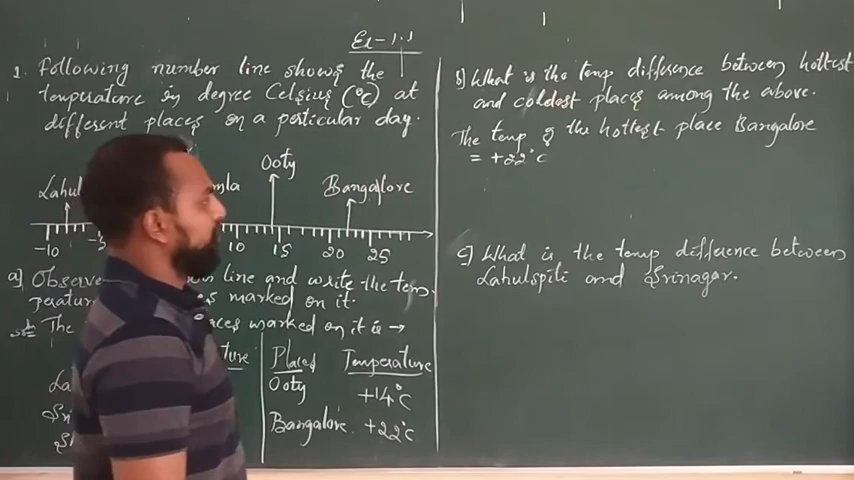 Ex-1.1
1. Following number line shows the
temperature in degree Celsius (°C) at
different places on a perticular day.
Ooty
Bangalore
-10 10 15 20 25
a) Observe line and write the tem
perature marked on it.
The aces marked on it is →
ture Places Temperature
Ooty +14°C
Bangalore +22°C
b) What is the temp difference between hottest
and coldest places among the above.
The temp of the hottest place Bangalore
= +22°C
c) What is the temp difference between
Lahulspiti and Srinagar.